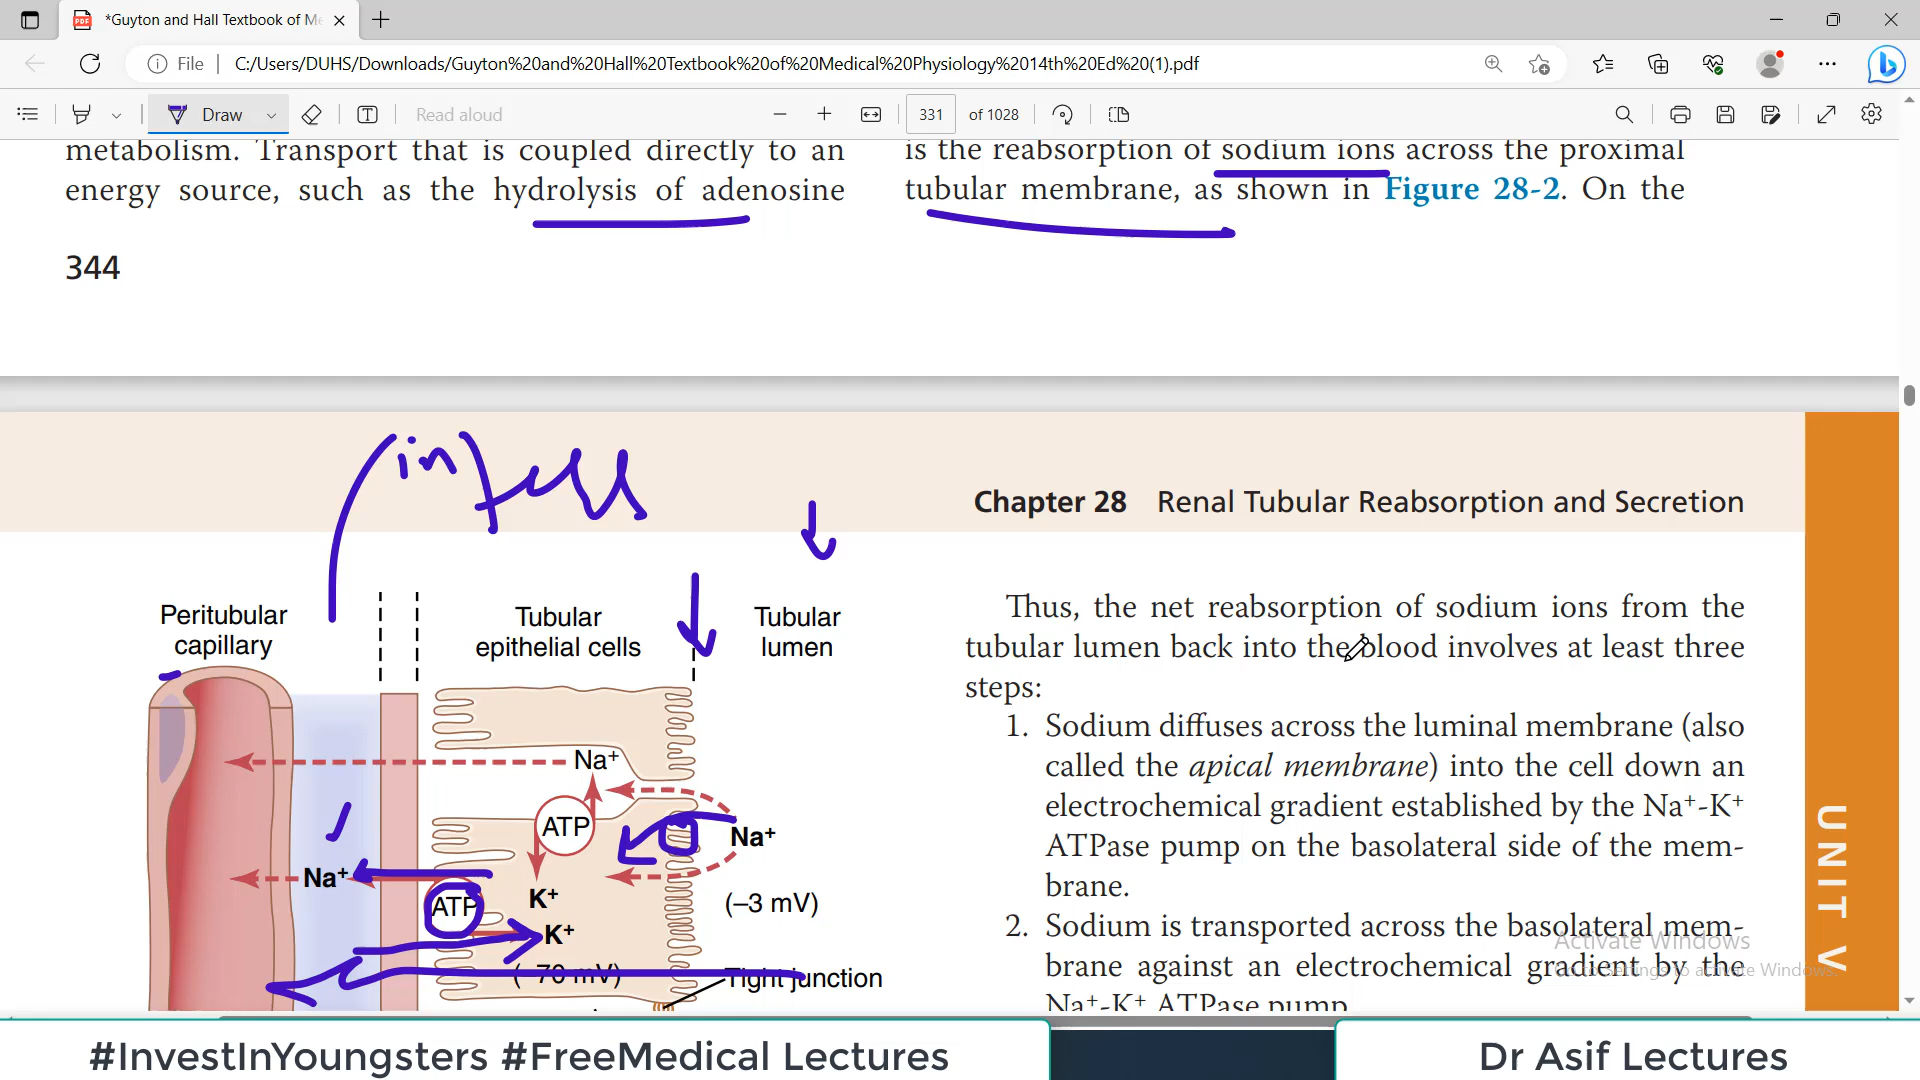 *Guyton and Hall Textbook of Me
File
C:/Users/DUHS/Downloads/Guyton%20and%20Hall%20Textbook%20of%20Medical%20Physiology%2014th%20Ed%20(1).pdf
Draw
Read aloud
331 of 1028
metabolism. Transport that is coupled directly to an
energy source, such as the hydrolysis of adenosine
344
is the reabsorption of sodium ions across the proximal
tubular membrane, as shown in Figure 28-2. On the
Chapter 28 Renal Tubular Reabsorption and Secretion
(in)
Peritubular
capillary
Tubular
epithelial cells
Tubular
lumen
Na+
ATP
Na+
Na+
ATP
K+
K+
(–3 mV)
(–70 mV)
Tight junction
Thus, the net reabsorption of sodium ions from the
tubular lumen back into the blood involves at least three
steps:
1. Sodium diffuses across the luminal membrane (also
called the apical membrane) into the cell down an
electrochemical gradient established by the Na+-K+
ATPase pump on the basolateral side of the mem-
brane.
2. Sodium is transported across the basolateral mem-
brane against an electrochemical gradient by the
Na+-K+ ATPase pump
UNIT V
Activate Windows
Go to Settings to activate Windows.
#InvestInYoungsters #FreeMedical Lectures
Dr Asif Lectures